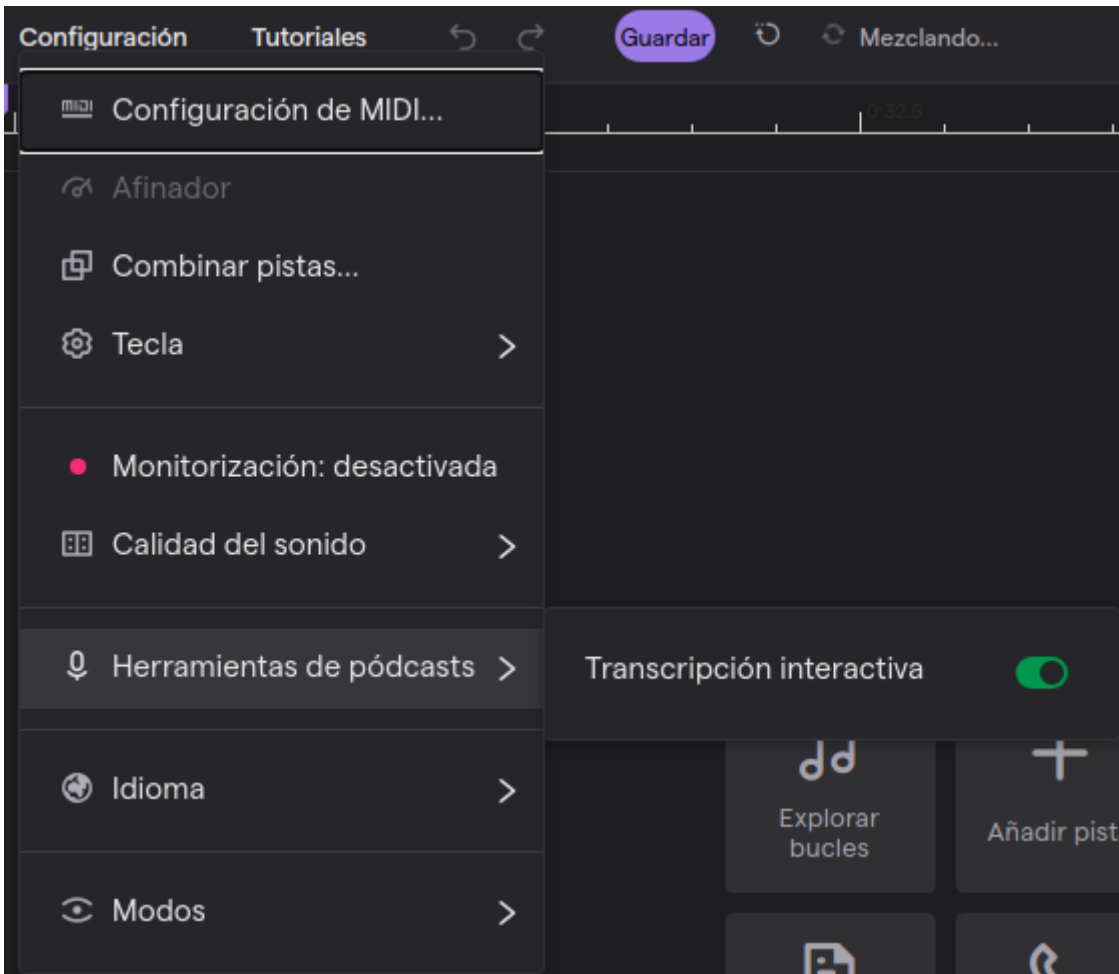 Configuración Tutoriales Guardar Mezclando...
midi Configuración de MIDI...
0:32.5
Afinador
Combinar pistas...
Tecla
Monitorización: desactivada
Calidad del sonido
Herramientas de pódcasts
Transcripción interactiva
Idioma
Explorar
bucles
Añadir pist
Modos